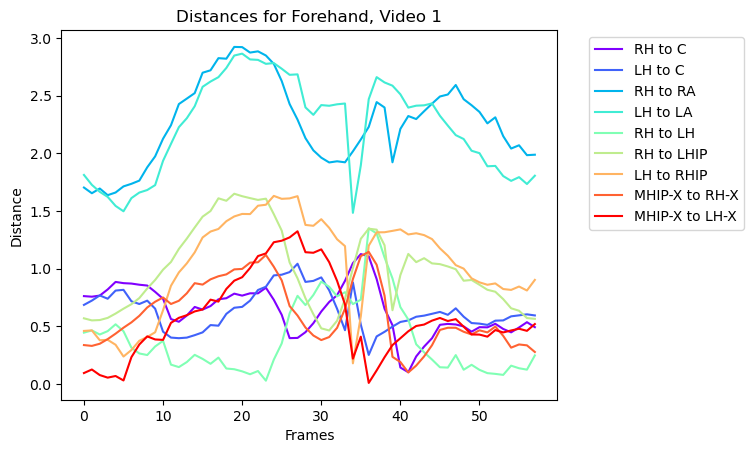 Distances for Forehand, Video 1
3.0
2.5
2.0
1.5
1.0
0.5
0.0
Distance
0
10
20
30
40
50
Frames
RH to C
LH to C
RH to RA
LH to LA
RH to LH
RH to LHIP
LH to RHIP
MHIP-X to RH-X
MHIP-X to LH-X